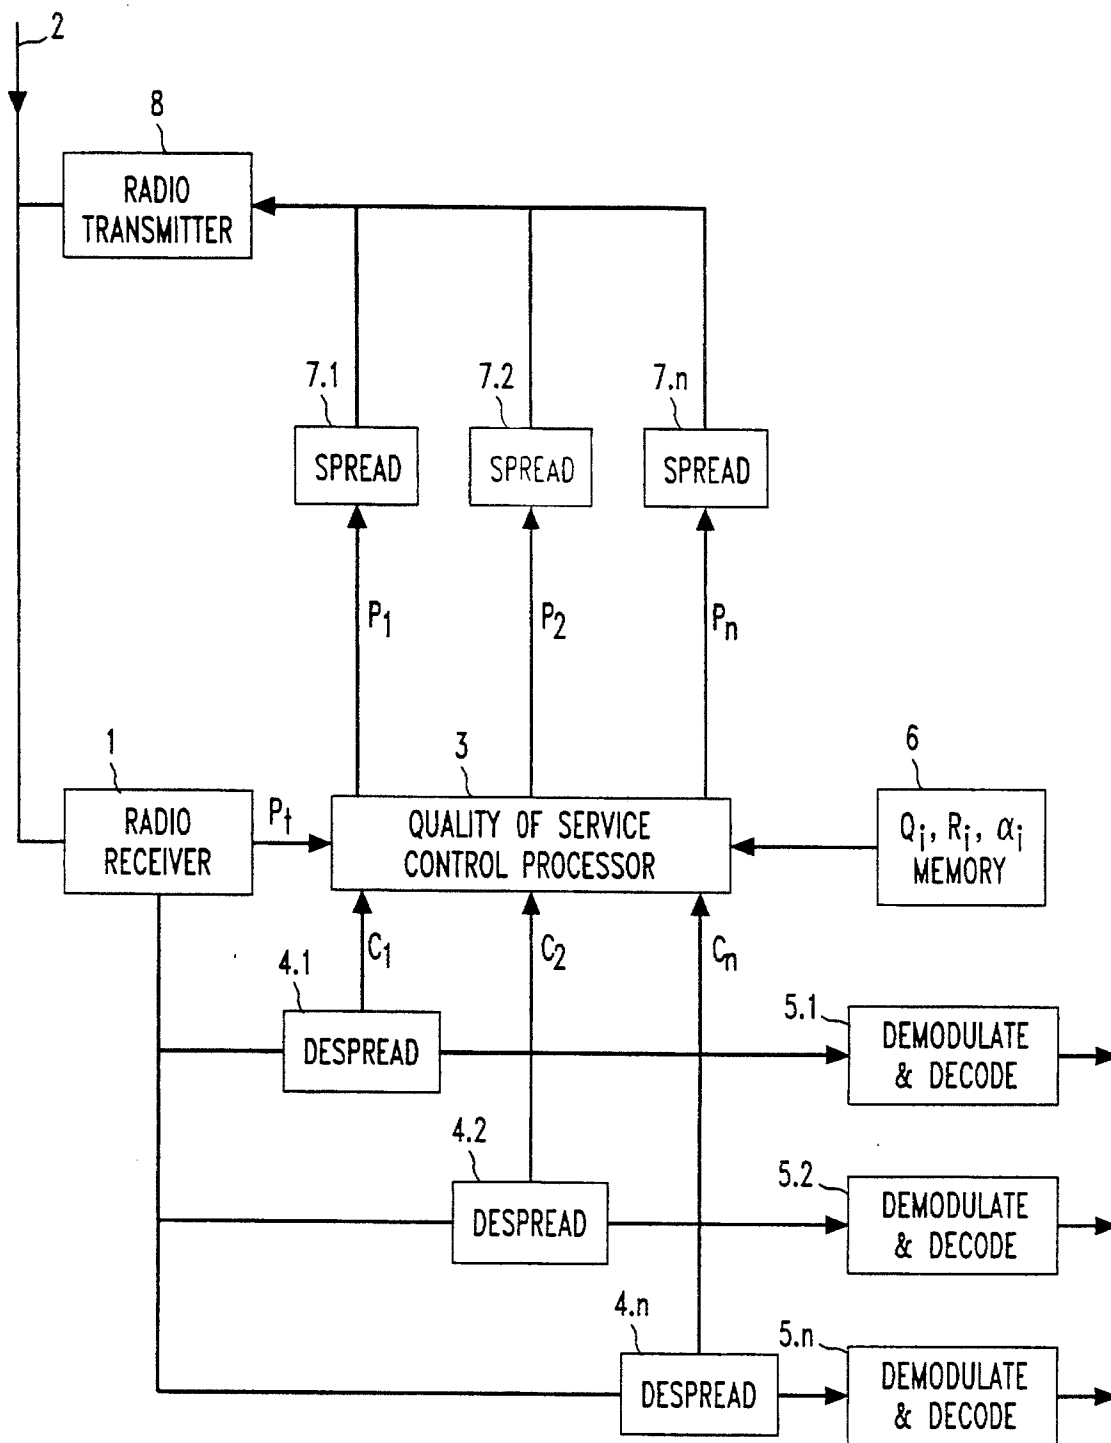 2
8
RADIO
TRANSMITTER
7.1
7.2
7.n
SPREAD
SPREAD
SPREAD
P1
P2
Pn
1
3
6
RADIO
RECEIVER
Pt
QUALITY OF SERVICE
CONTROL PROCESSOR
Qi, Ri, αi
MEMORY
C1
C2
Cn
4.1
DESPREAD
5.1
DEMODULATE
& DECODE
4.2
DESPREAD
5.2
DEMODULATE
& DECODE
4.n
DESPREAD
5.n
DEMODULATE
& DECODE